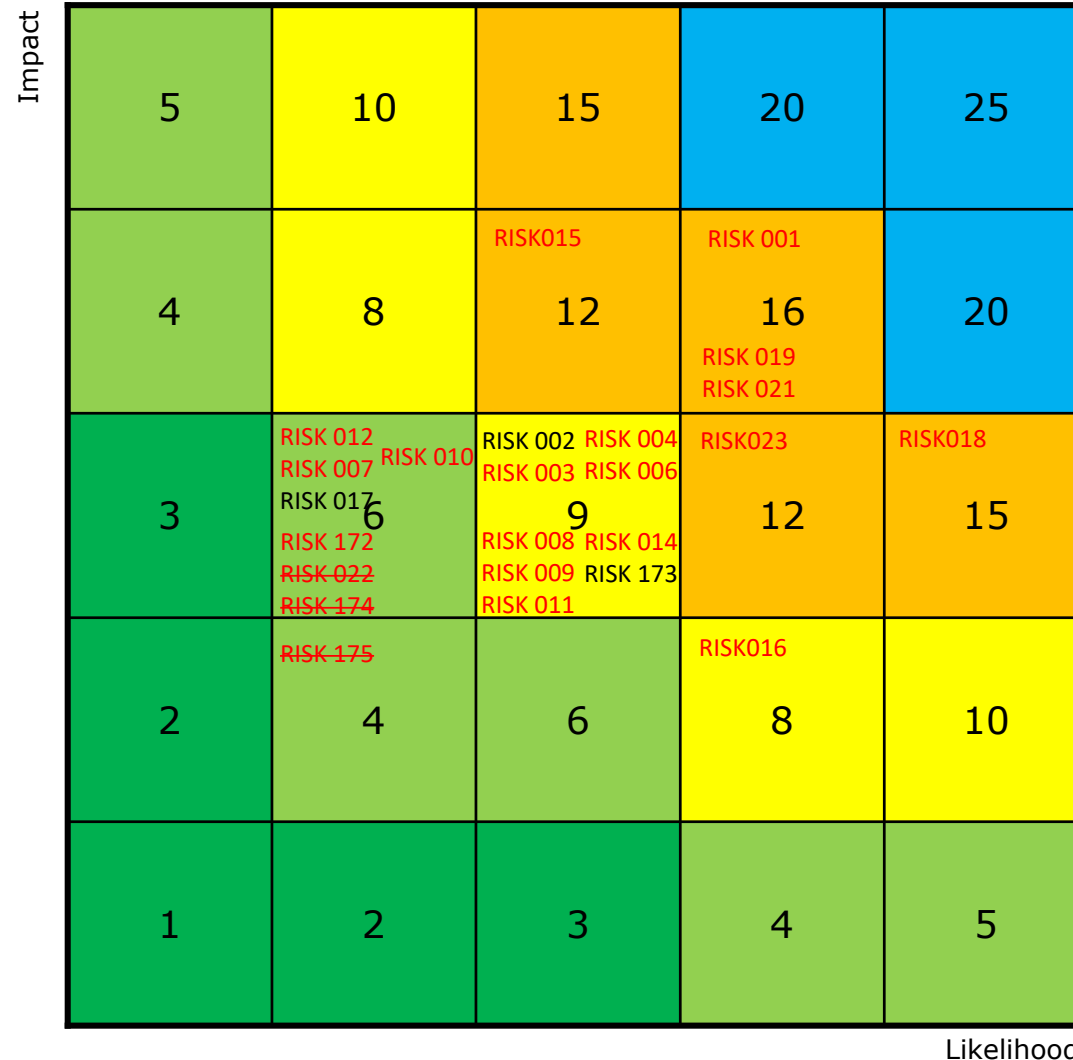 Impact
5 10 15 20 25
RISK015 RISK 001
4 8 12 16 20
RISK 019
RISK 021
RISK 012 RISK 010 RISK 002 RISK 004 RISK023 RISK018
RISK 007 RISK 003 RISK 006
RISK 017
3 6 9 12 15
RISK 172 RISK 008 RISK 014
RISK 022 RISK 009 RISK 173
RISK 174 RISK 011
RISK 175 RISK016
2 4 6 8 10
1 2 3 4 5
Likelihood